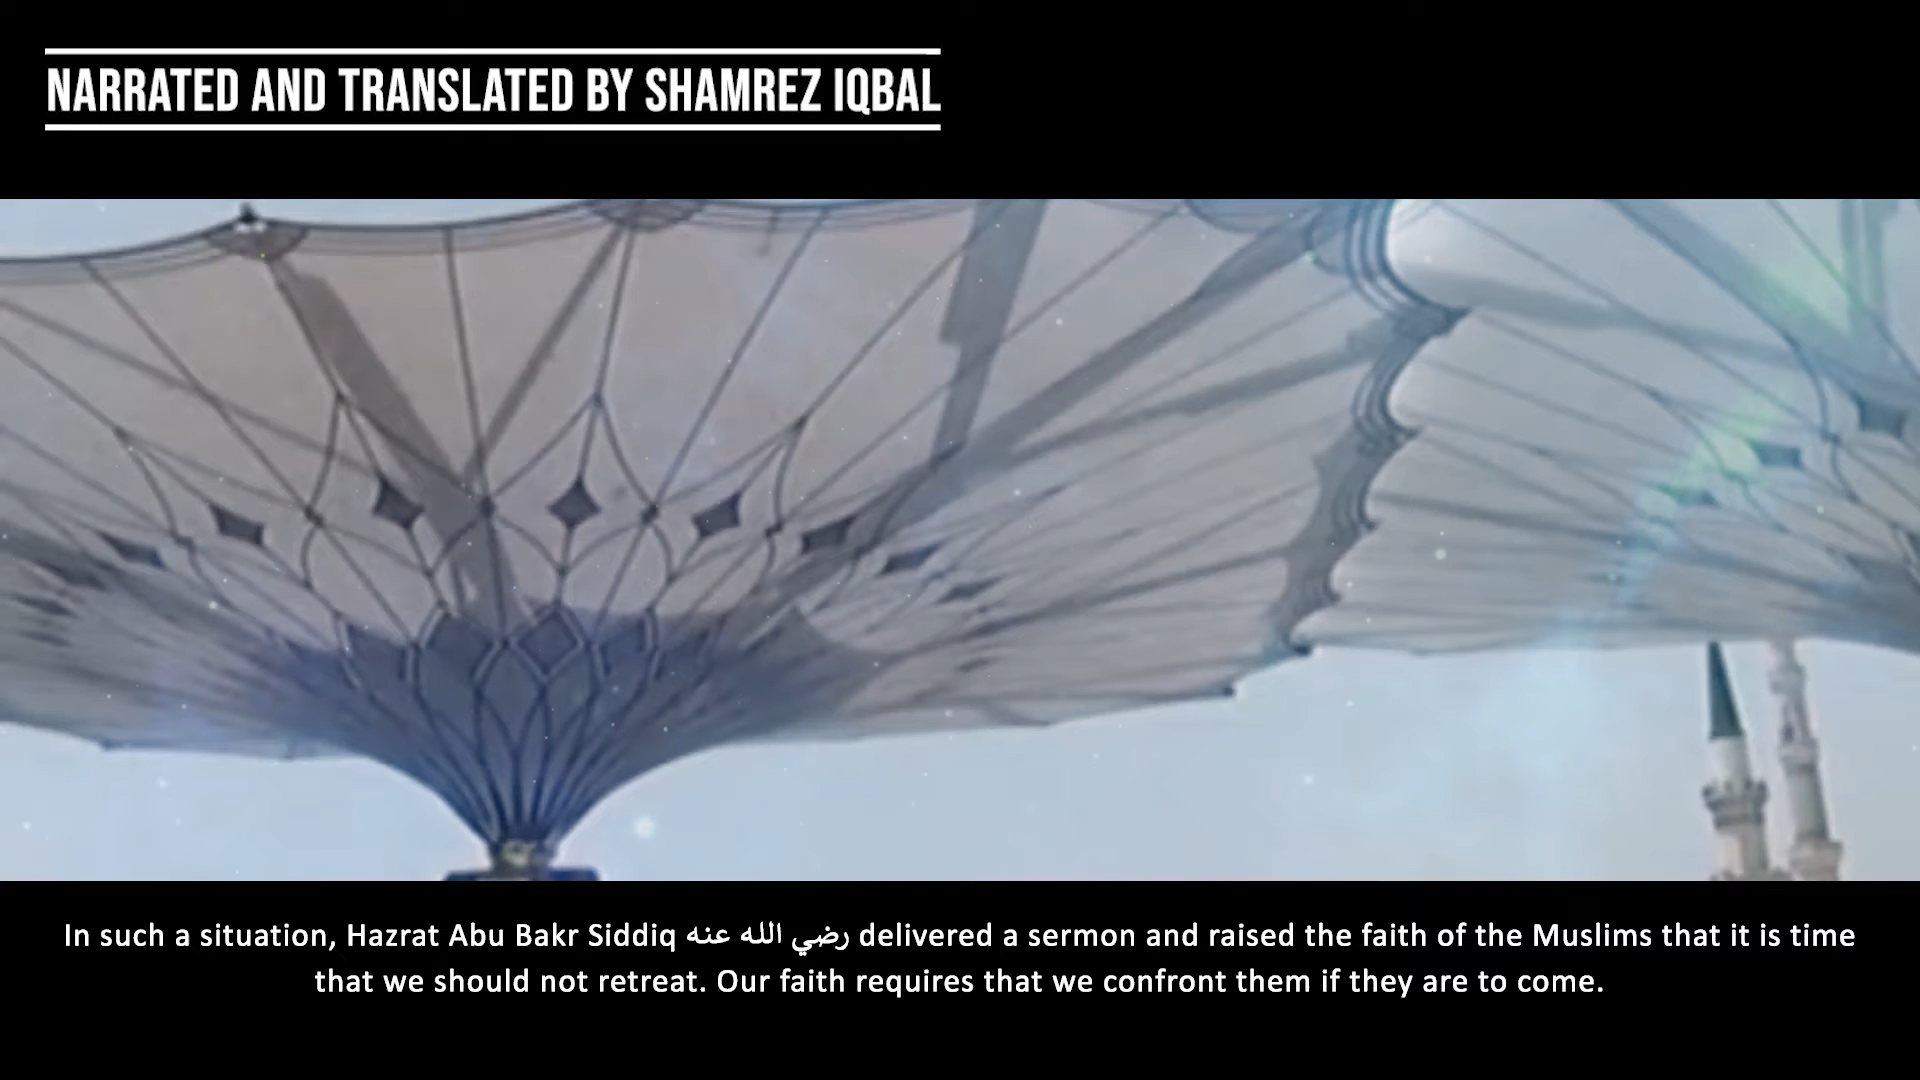 NARRATED AND TRANSLATED BY SHAMREZ IQBAL
In such a situation, Hazrat Abu Bakr Siddiq رضي الله عنه delivered a sermon and raised the faith of the Muslims that it is time
that we should not retreat. Our faith requires that we confront them if they are to come.